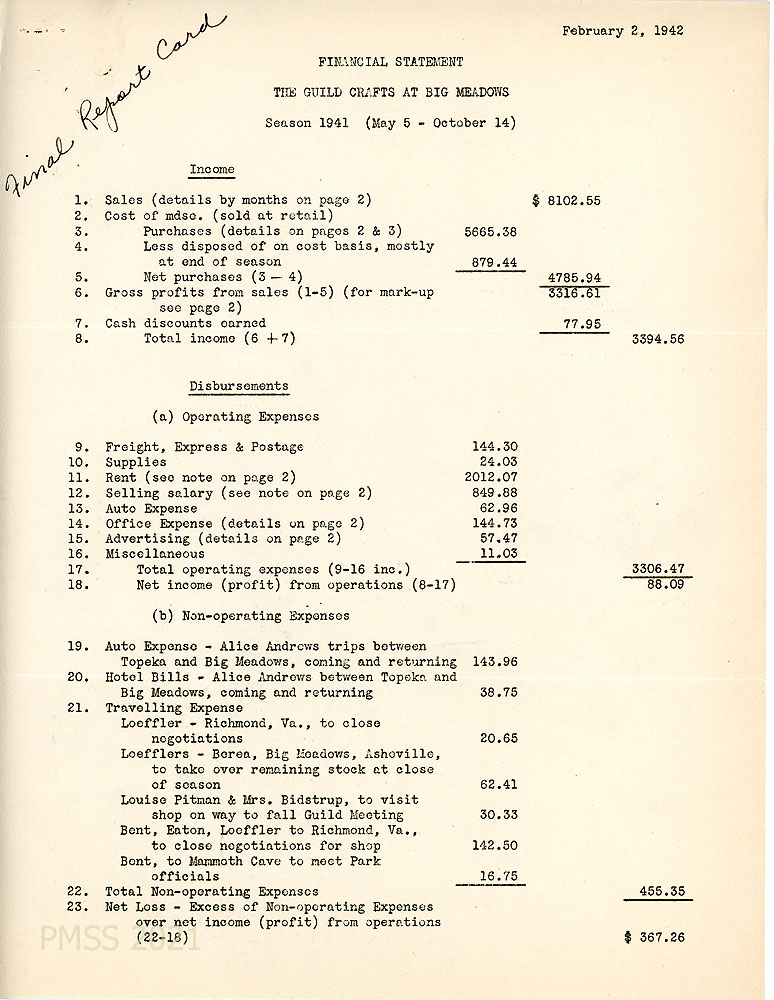 February 2, 1942
Final Report Card
FINANCIAL STATEMENT
THE GUILD CRAFTS AT BIG MEADOWS
Season 1941 (May 5 - October 14)
Income
1. Sales (details by months on page 2) $ 8102.55
2. Cost of mdse. (sold at retail)
3. Purchases (details on pages 2 & 3) 5665.38
4. Less disposed of on cost basis, mostly
at end of season 879.44
5. Net purchases (3 — 4) 4785.94
6. Gross profits from sales (1-5) (for mark-up 3316.61
see page 2)
7. Cash discounts earned 77.95
8. Total income (6 + 7) 3394.56
Disbursements
(a) Operating Expenses
9. Freight, Express & Postage 144.30
10. Supplies 24.03
11. Rent (see note on page 2) 2012.07
12. Selling salary (see note on page 2) 849.88
13. Auto Expense 62.96
14. Office Expense (details on page 2) 144.73
15. Advertising (details on page 2) 57.47
16. Miscellaneous 11.03
17. Total operating expenses (9-16 inc.) 3306.47
18. Net income (profit) from operations (8-17) 88.09
(b) Non-operating Expenses
19. Auto Expense - Alice Andrews trips between
Topeka and Big Meadows, coming and returning 143.96
20. Hotel Bills - Alice Andrews between Topeka and
Big Meadows, coming and returning 38.75
21. Travelling Expense
Loeffler - Richmond, Va., to close
negotiations 20.65
Loefflers - Berea, Big Meadows, Asheville,
to take over remaining stock at close
of season 62.41
Louise Pitman & Mrs. Bidstrup, to visit
shop on way to fall Guild Meeting 30.33
Bent, Eaton, Loeffler to Richmond, Va.,
to close negotiations for shop 142.50
Bent, to Mammoth Cave to meet Park
officials 16.75
22. Total Non-operating Expenses 455.35
23. Net Loss - Excess of Non-operating Expenses
over net income (profit) from operations
(22-18) $ 367.26
PMSS 2021